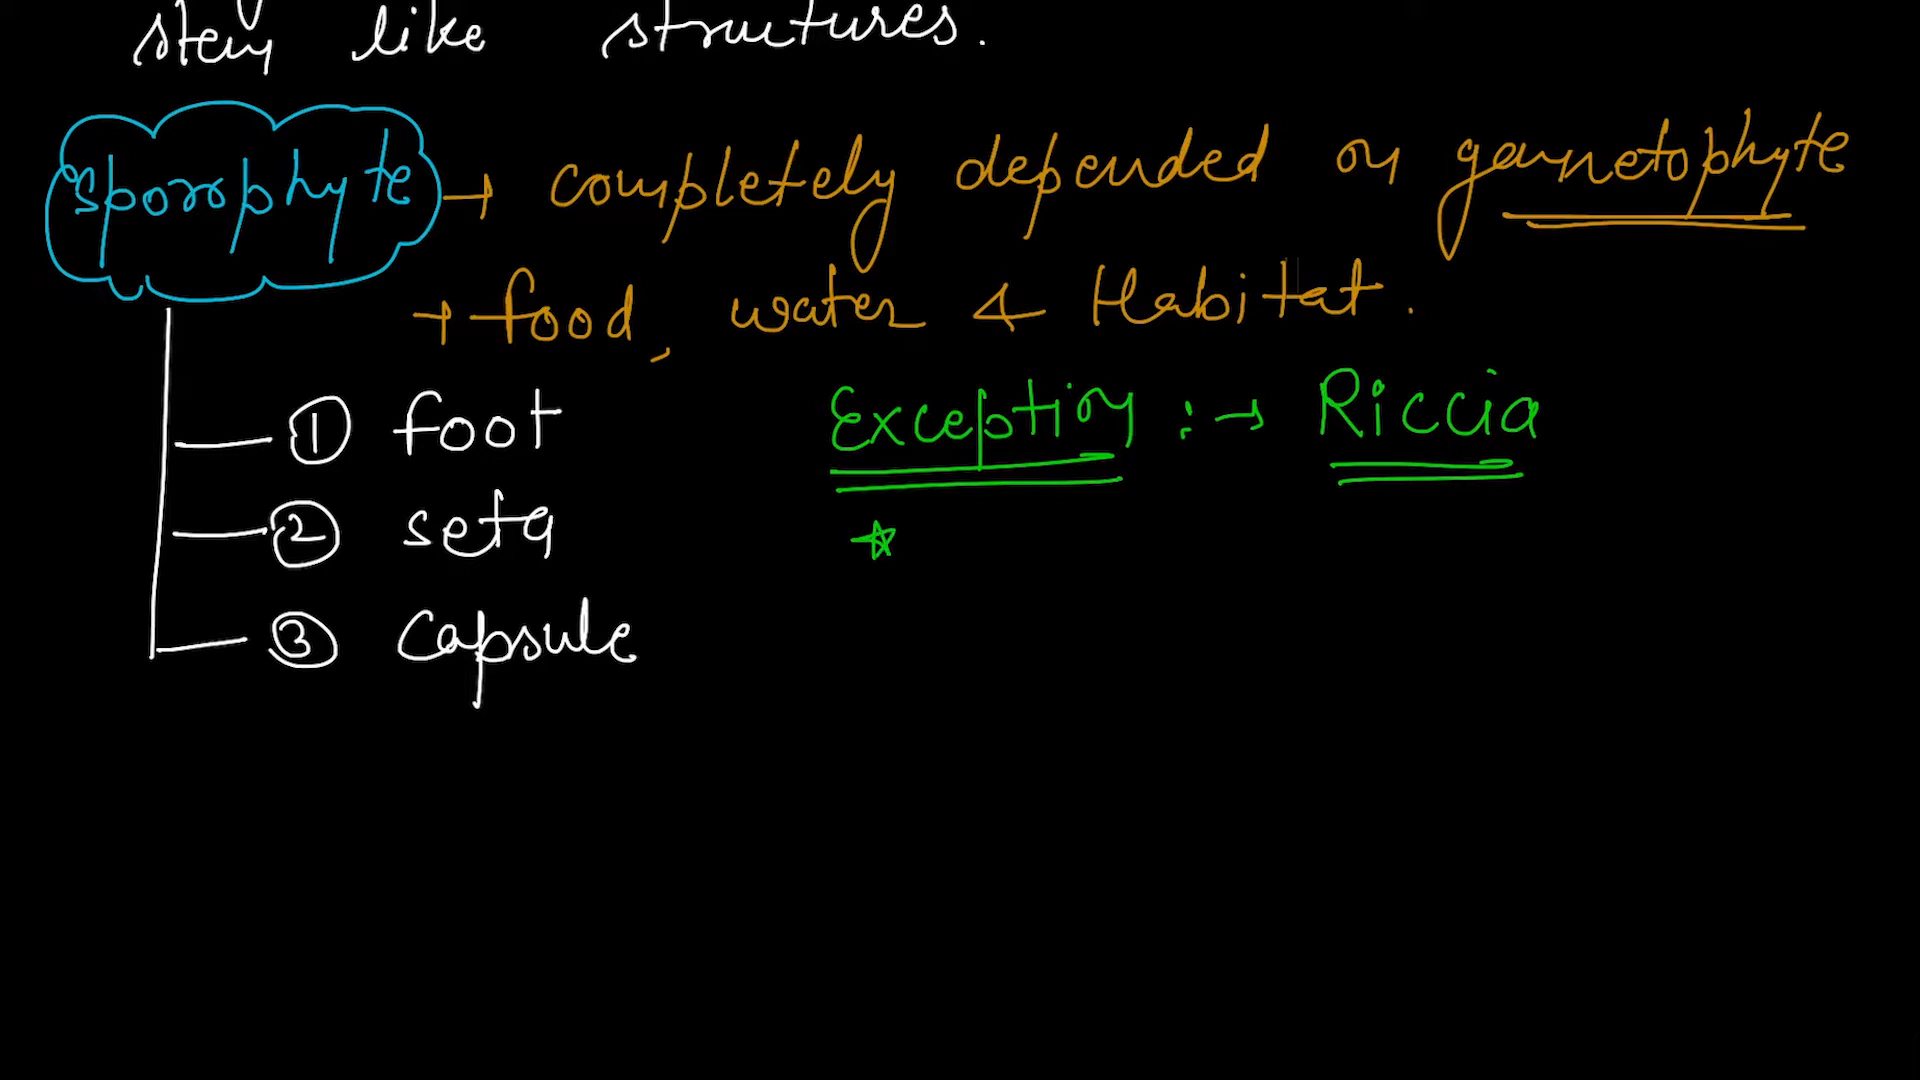 stem like structures.
sporophyte → completely depended on gametophyte
→ food, water & Habitat.
① foot
Exception :→ Riccia
② seta
③ Capsule